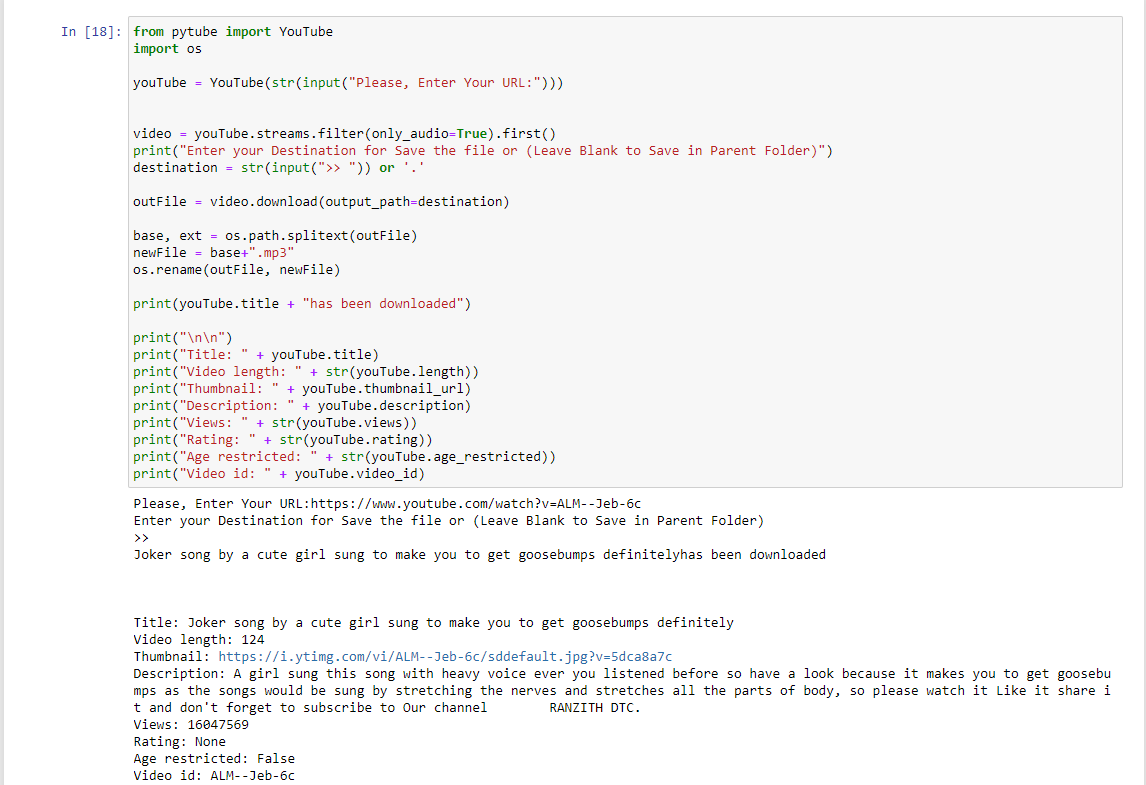 In [18]: from pytube import YouTube
import os
youTube = YouTube(str(input("Please, Enter Your URL:")))
video = youTube.streams.filter(only_audio=True).first()
print("Enter your Destination for Save the file or (Leave Blank to Save in Parent Folder)")
destination = str(input(">> ")) or '.'
outFile = video.download(output_path=destination)
base, ext = os.path.splitext(outFile)
newFile = base+".mp3"
os.rename(outFile, newFile)
print(youTube.title + "has been downloaded")
print("\n\n")
print("Title: " + youTube.title)
print("Video length: " + str(youTube.length))
print("Thumbnail: " + youTube.thumbnail_url)
print("Description: " + youTube.description)
print("Views: " + str(youTube.views))
print("Rating: " + str(youTube.rating))
print("Age restricted: " + str(youTube.age_restricted))
print("Video id: " + youTube.video_id)
Please, Enter Your URL:https://www.youtube.com/watch?v=ALM--Jeb-6c
Enter your Destination for Save the file or (Leave Blank to Save in Parent Folder)
>>
Joker song by a cute girl sung to make you to get goosebumps definitelyhas been downloaded
Title: Joker song by a cute girl sung to make you to get goosebumps definitely
Video length: 124
Thumbnail: https://i.ytimg.com/vi/ALM--Jeb-6c/sddefault.jpg?v=5dca8a7c
Description: A girl sung this song with heavy voice ever you listened before so have a look because it makes you to get goosebu
mps as the songs would be sung by stretching the nerves and stretches all the parts of body, so please watch it Like it share i
t and don't forget to subscribe to Our channel        RANZITH DTC.
Views: 16047569
Rating: None
Age restricted: False
Video id: ALM--Jeb-6c